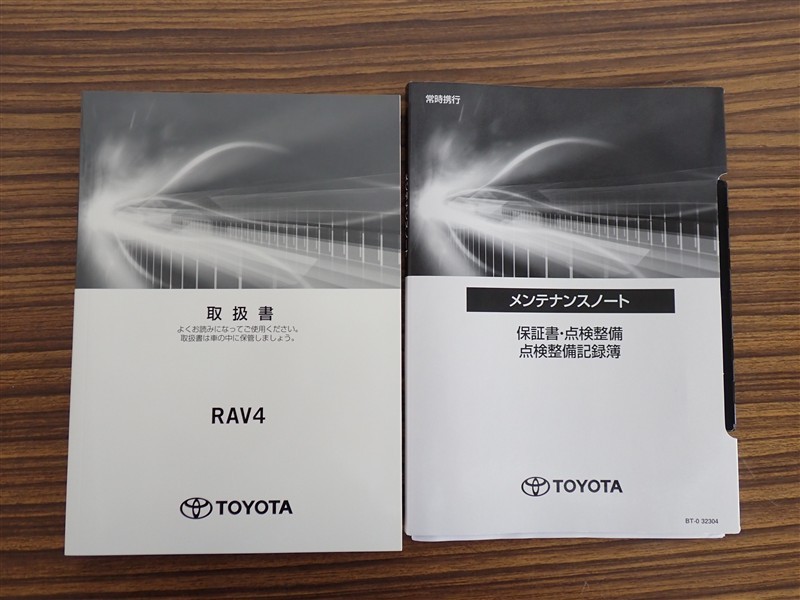 取扱書
よくお読みになってご使用ください。
取扱書は車の中に保管しましょう。
RAV4
TOYOTA
常時携行
メンテナンスノート
保証書・点検整備
点検整備記録簿
TOYOTA
BT-0 32304